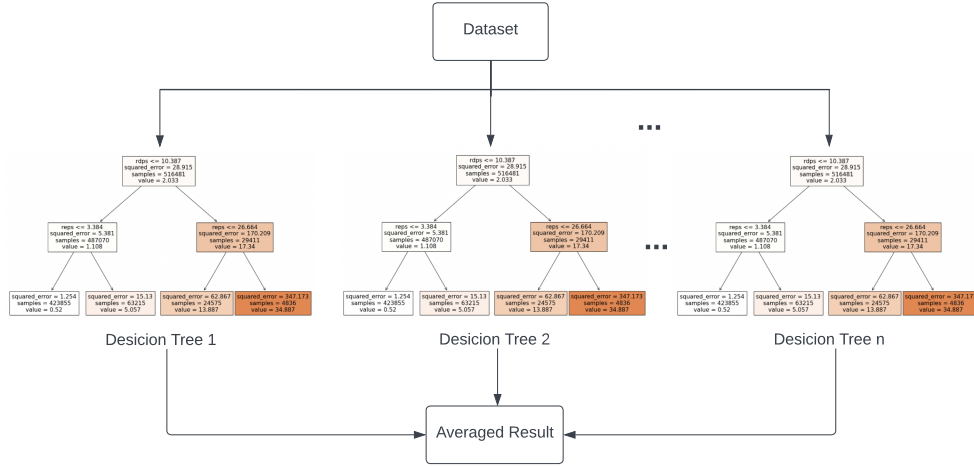 Dataset
...
rdps <= 10.387
squared_error = 28.915
samples = 516481
value = 2.033
reps <= 3.384
squared_error = 5.381
samples = 487070
value = 1.108
reps <= 26.664
squared_error = 170.209
samples = 29411
value = 17.34
squared_error = 1.254
samples = 423855
value = 0.52
squared_error = 15.13
samples = 63215
value = 5.057
squared_error = 62.867
samples = 24575
value = 13.887
squared_error = 347.173
samples = 4836
value = 34.887
Desicion Tree 1
rdps <= 10.387
squared_error = 28.915
samples = 516481
value = 2.033
reps <= 3.384
squared_error = 5.381
samples = 487070
value = 1.108
reps <= 26.664
squared_error = 170.209
samples = 29411
value = 17.34
squared_error = 1.254
samples = 423855
value = 0.52
squared_error = 15.13
samples = 63215
value = 5.057
squared_error = 62.867
samples = 24575
value = 13.887
squared_error = 347.173
samples = 4836
value = 34.887
Desicion Tree 2
...
rdps <= 10.387
squared_error = 28.915
samples = 516481
value = 2.033
reps <= 3.384
squared_error = 5.381
samples = 487070
value = 1.108
reps <= 26.664
squared_error = 170.209
samples = 29411
value = 17.34
squared_error = 1.254
samples = 423855
value = 0.52
squared_error = 15.13
samples = 63215
value = 5.057
squared_error = 62.867
samples = 24575
value = 13.887
squared_error = 347.17
samples = 4836
value = 34.887
Desicion Tree n
Averaged Result